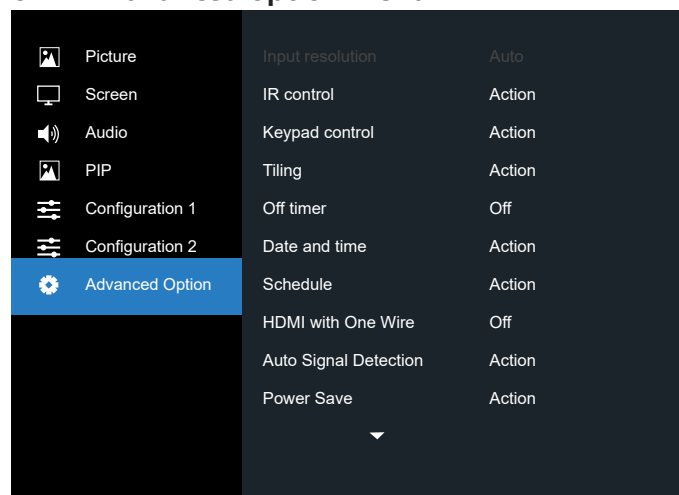 Picture
Screen
Audio
PIP
Configuration 1
Configuration 2
Advanced Option
Input resolution Auto
IR control Action
Keypad control Action
Tiling Action
Off timer Off
Date and time Action
Schedule Action
HDMI with One Wire Off
Auto Signal Detection Action
Power Save Action